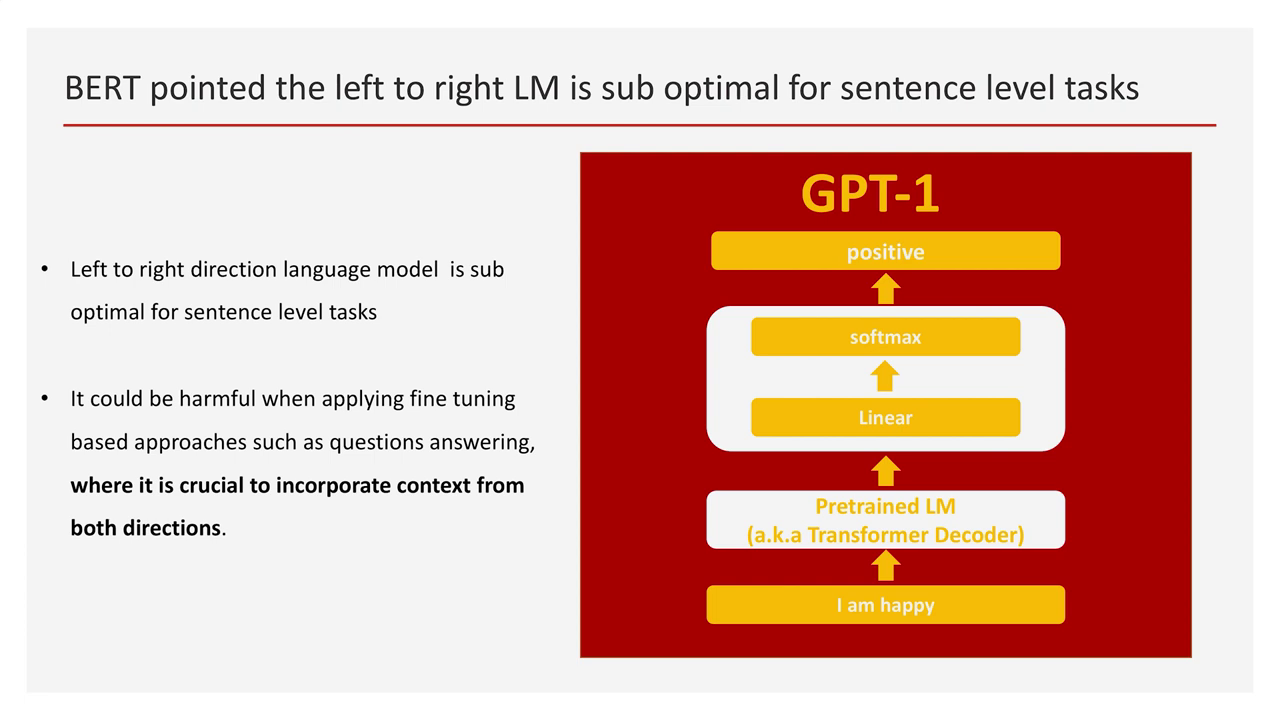 BERT pointed the left to right LM is sub optimal for sentence level tasks
• Left to right direction language model is sub
optimal for sentence level tasks
• It could be harmful when applying fine tuning
based approaches such as questions answering,
where it is crucial to incorporate context from
both directions.
GPT-1
positive
softmax
Linear
Pretrained LM
(a.k.a Transformer Decoder)
I am happy